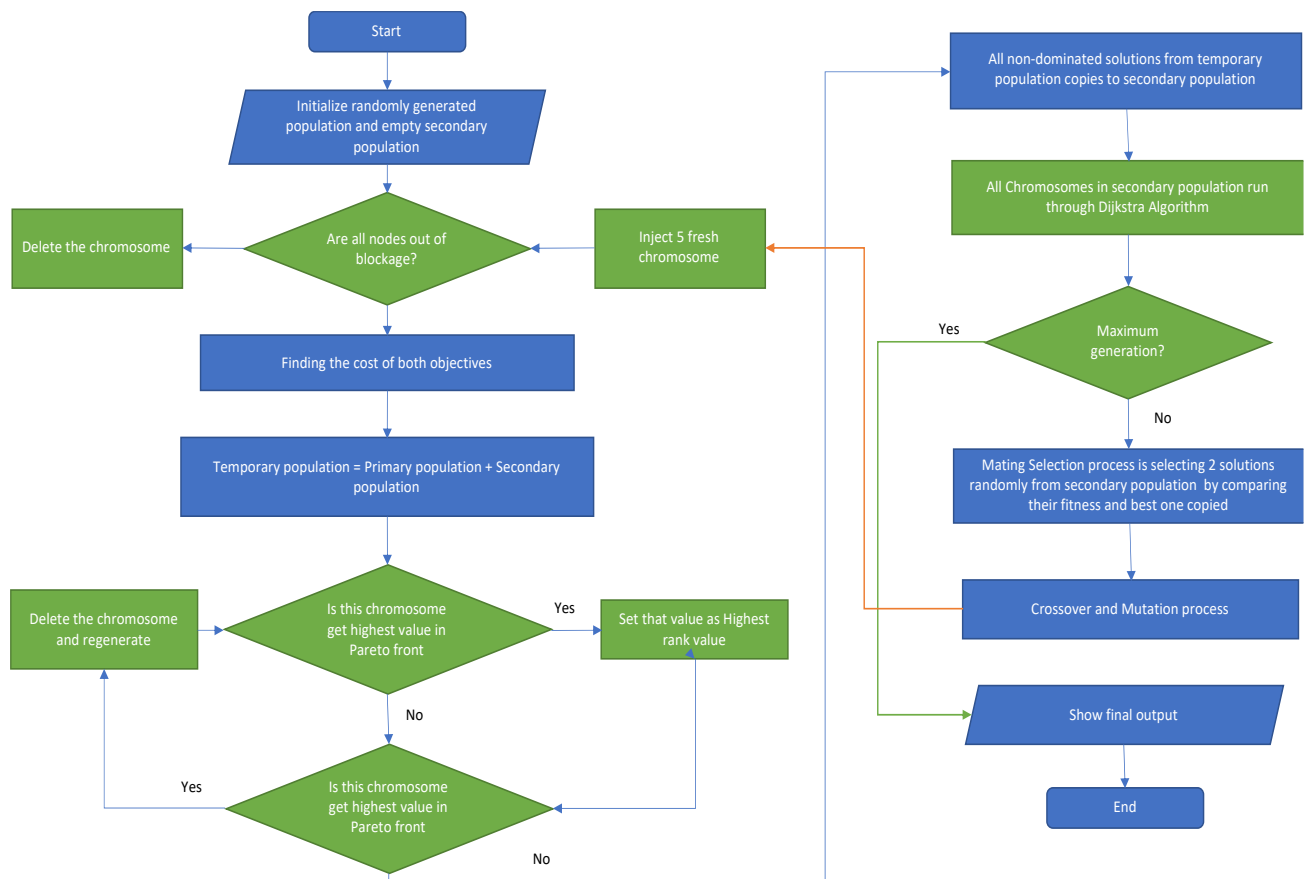 Start
Initialize randomly generated
population and empty secondary
population
Delete the chromosome
Are all nodes out of
blockage?
Inject 5 fresh
chromosome
Finding the cost of both objectives
Temporary population = Primary population + Secondary
population
Delete the chromosome
and regenerate
Is this chromosome
get highest value in
Pareto front
Yes
Set that value as Highest
rank value
No
Yes
Is this chromosome
get highest value in
Pareto front
No
All non-dominated solutions from temporary
population copies to secondary population
All Chromosomes in secondary population run
through Dijkstra Algorithm
Yes
Maximum
generation?
No
Mating Selection process is selecting 2 solutions
randomly from secondary population by comparing
their fitness and best one copied
Crossover and Mutation process
Show final output
End